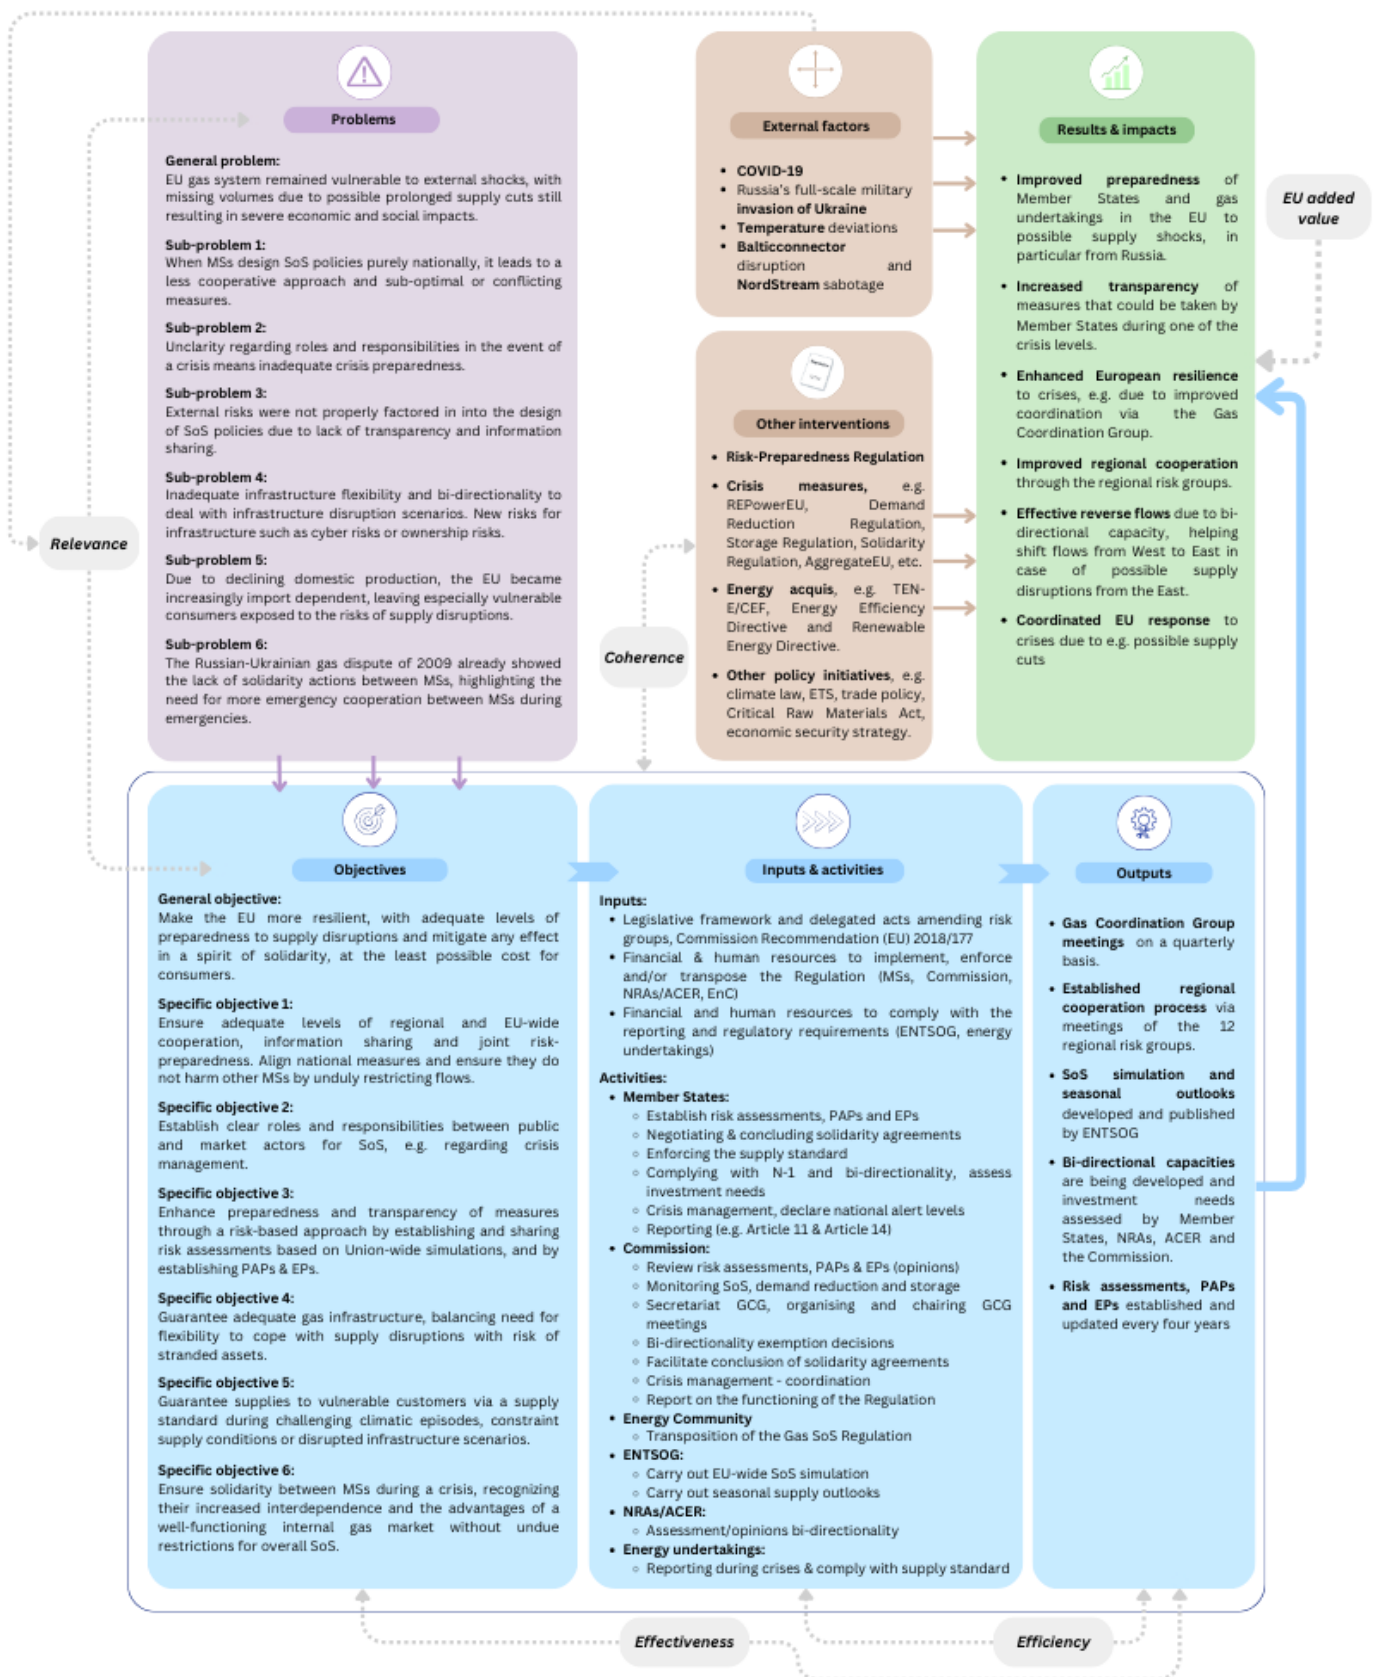 Problems
General problem:
EU gas system remained vulnerable to external shocks, with
missing volumes due to possible prolonged supply cuts still
resulting in severe economic and social impacts.
Sub-problem 1:
When MSs design SoS policies purely nationally, it leads to a
less cooperative approach and sub-optimal or conflicting
measures.
Sub-problem 2:
Unclarity regarding roles and responsibilities in the event of
a crisis means inadequate crisis preparedness.
Sub-problem 3:
External risks were not properly factored in into the design
of SoS policies due to lack of transparency and information
sharing.
Sub-problem 4:
Inadequate infrastructure flexibility and bi-directionality to
deal with infrastructure disruption scenarios. New risks for
infrastructure such as cyber risks or ownership risks.
Sub-problem 5:
Due to declining domestic production, the EU became
increasingly import dependent, leaving especially vulnerable
consumers exposed to the risks of supply disruptions.
Sub-problem 6:
The Russian-Ukrainian gas dispute of 2009 already showed
the lack of solidarity actions between MSs, highlighting the
need for more emergency cooperation between MSs during
emergencies.
External factors
• COVID-19
• Russia's full-scale military
invasion of Ukraine
• Temperature deviations
• Balticconnector
disruption and
NordStream sabotage
Other interventions
• Risk-Preparedness Regulation
• Crisis measures, e.g.
REPowerEU, Demand
Reduction Regulation,
Storage Regulation, Solidarity
Regulation, AggregateEU, etc.
• Energy acquis, e.g. TEN-
E/CEF, Energy Efficiency
Directive and Renewable
Energy Directive.
• Other policy initiatives, e.g.
climate law, ETS, trade policy,
Critical Raw Materials Act,
economic security strategy.
Results & impacts
• Improved preparedness of
Member States and gas
undertakings in the EU to
possible supply shocks, in
particular from Russia.
• Increased transparency of
measures that could be taken by
Member States during one of the
crisis levels.
• Enhanced European resilience
to crises, e.g. due to improved
coordination via the Gas
Coordination Group.
• Improved regional cooperation
through the regional risk groups.
• Effective reverse flows due to bi-
directional capacity, helping
shift flows from West to East in
case of possible supply
disruptions from the East.
• Coordinated EU response to
crises due to e.g. possible supply
cuts
EU added
value
Relevance
Coherence
Objectives
General objective:
Make the EU more resilient, with adequate levels of
preparedness to supply disruptions and mitigate any effect
in a spirit of solidarity, at the least possible cost for
consumers.
Specific objective 1:
Ensure adequate levels of regional and EU-wide
cooperation, information sharing and joint risk-
preparedness. Align national measures and ensure they do
not harm other MSs by unduly restricting flows.
Specific objective 2:
Establish clear roles and responsibilities between public
and market actors for SoS, e.g. regarding crisis
management.
Specific objective 3:
Enhance preparedness and transparency of measures
through a risk-based approach by establishing and sharing
risk assessments based on Union-wide simulations, and by
establishing PAPs & EPs.
Specific objective 4:
Guarantee adequate gas infrastructure, balancing need for
flexibility to cope with supply disruptions with risk of
stranded assets.
Specific objective 5:
Guarantee supplies to vulnerable customers via a supply
standard during challenging climatic episodes, constraint
supply conditions or disrupted infrastructure scenarios.
Specific objective 6:
Ensure solidarity between MSs during a crisis, recognizing
their increased interdependence and the advantages of a
well-functioning internal gas market without undue
restrictions for overall SoS.
Inputs & activities
Inputs:
• Legislative framework and delegated acts amending risk
groups, Commission Recommendation (EU) 2018/177
• Financial & human resources to implement, enforce
and/or transpose the Regulation (MSs, Commission,
NRAs/ACER, EnC)
• Financial and human resources to comply with the
reporting and regulatory requirements (ENTSOG, energy
undertakings)
Activities:
• Member States:
◦ Establish risk assessments, PAPs and EPs
◦ Negotiating & concluding solidarity agreements
◦ Enforcing the supply standard
◦ Complying with N-1 and bi-directionality, assess
investment needs
◦ Crisis management, declare national alert levels
◦ Reporting (e.g. Article 11 & Article 14)
• Commission:
◦ Review risk assessments, PAPs & EPs (opinions)
◦ Monitoring SoS, demand reduction and storage
◦ Secretariat GCG, organising and chairing GCG
meetings
◦ Bi-directionality exemption decisions
◦ Facilitate conclusion of solidarity agreements
◦ Crisis management - coordination
◦ Report on the functioning of the Regulation
• Energy Community
◦ Transposition of the Gas SoS Regulation
• ENTSOG:
◦ Carry out EU-wide SoS simulation
◦ Carry out seasonal supply outlooks
• NRAs/ACER:
◦ Assessment/opinions bi-directionality
• Energy undertakings:
◦ Reporting during crises & comply with supply standard
Outputs
• Gas Coordination Group
meetings on a quarterly
basis.
• Established regional
cooperation process via
meetings of the 12
regional risk groups.
• SoS simulation and
seasonal outlooks
developed and published
by ENTSOG
• Bi-directional capacities
are being developed and
investment needs
assessed by Member
States, NRAs, ACER and
the Commission.
• Risk assessments, PAPs
and EPs established and
updated every four years
Effectiveness
Efficiency